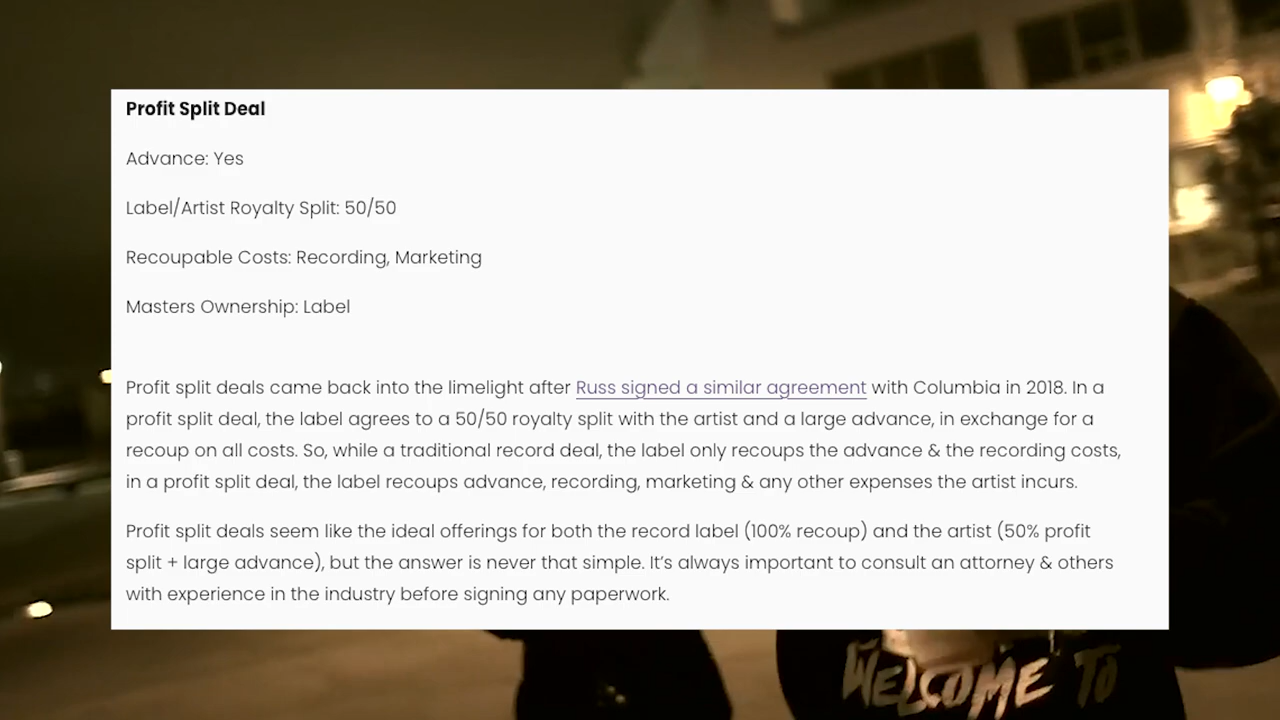 Profit Split Deal
Advance: Yes
Label/Artist Royalty Split: 50/50
Recoupable Costs: Recording, Marketing
Masters Ownership: Label
Profit split deals came back into the limelight after Russ signed a similar agreement with Columbia in 2018. In a
profit split deal, the label agrees to a 50/50 royalty split with the artist and a large advance, in exchange for a
recoup on all costs. So, while a traditional record deal, the label only recoups the advance & the recording costs,
in a profit split deal, the label recoups advance, recording, marketing & any other expenses the artist incurs.
Profit split deals seem like the ideal offerings for both the record label (100% recoup) and the artist (50% profit
split + large advance), but the answer is never that simple. It’s always important to consult an attorney & others
with experience in the industry before signing any paperwork.
WELCOME TO